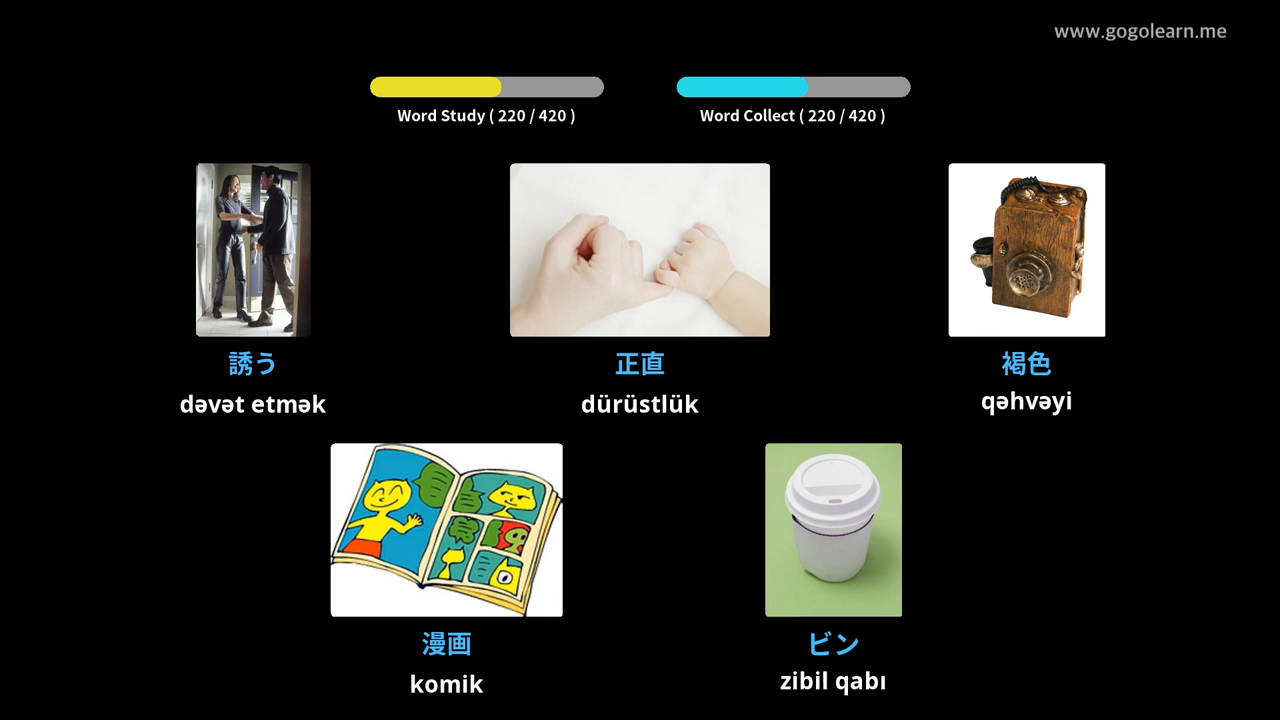 www.gogolearn.me
Word Study ( 220 / 420 )
Word Collect ( 220 / 420 )
誘う
dəvət etmək
正直
dürüstlük
褐色
qəhvəyi
漫画
komik
ビン
zibil qabı